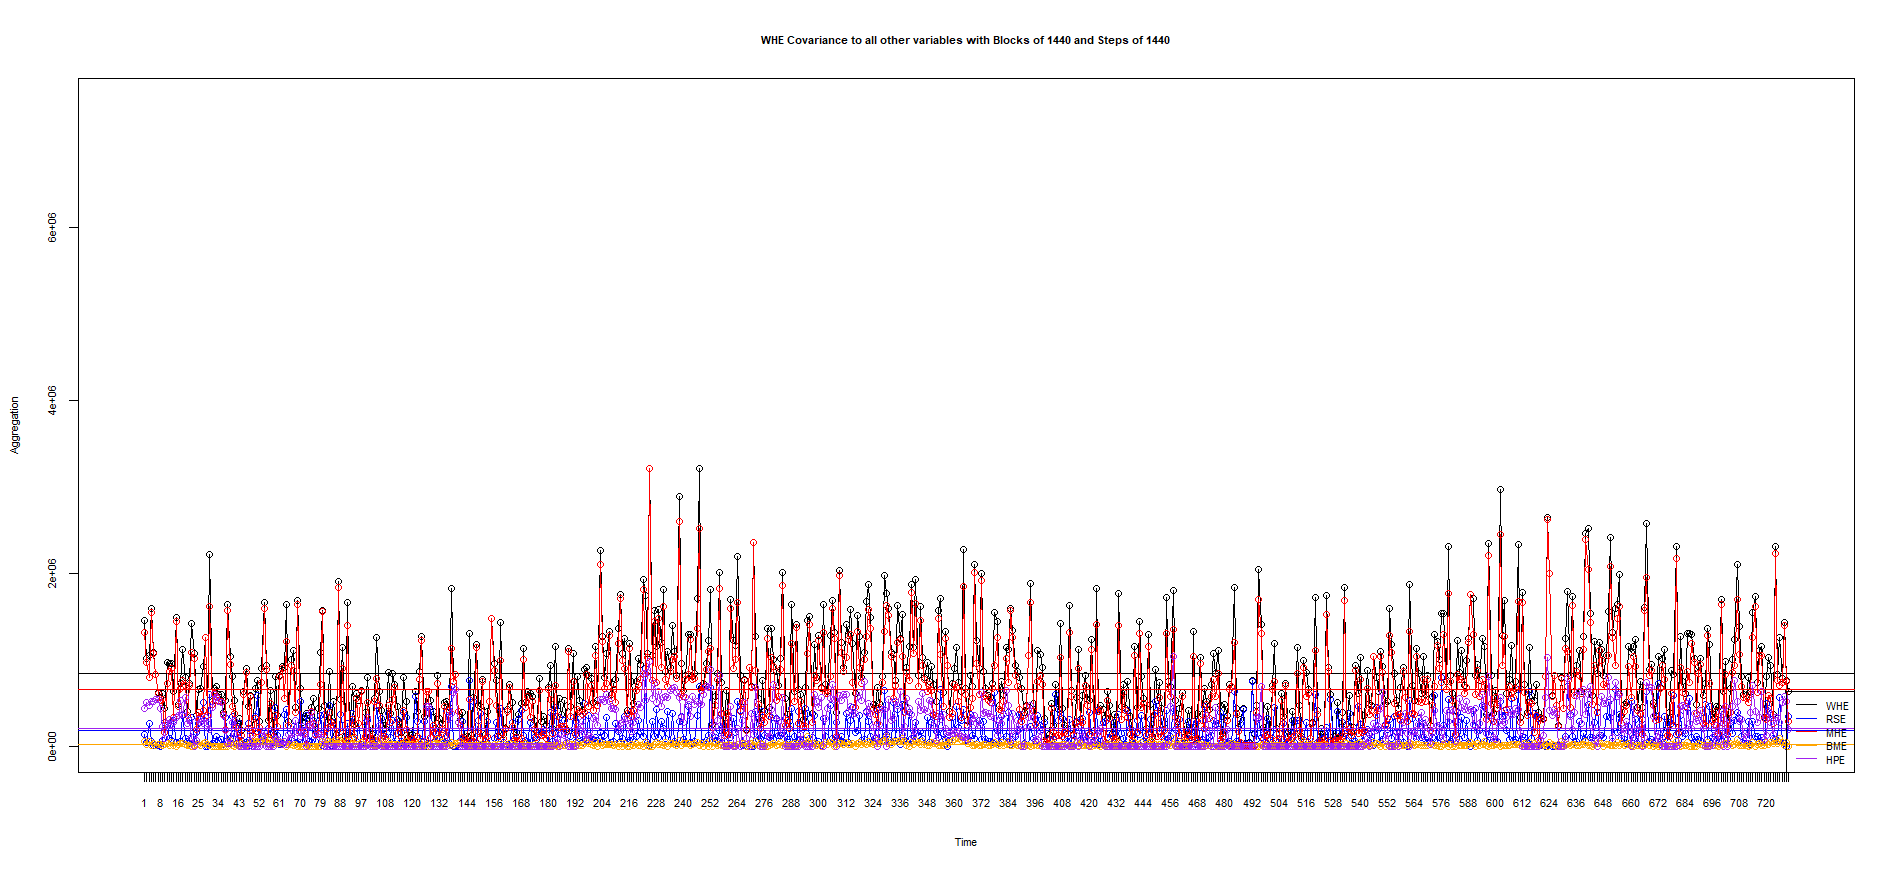 WHE Covariance to all other variables with Blocks of 1440 and Steps of 1440
Aggregation
6e+06
4e+06
2e+06
0e+00
WHE
RSE
MHE
BME
HPE
1 8 16 25 34 43 52 61 70 79 88 97 108 120 132 144 156 168 180 192 204 216 228 240 252 264 276 288 300 312 324 336 348 360 372 384 396 408 420 432 444 456 468 480 492 504 516 528 540 552 564 576 588 600 612 624 636 648 660 672 684 696 708 720
Time